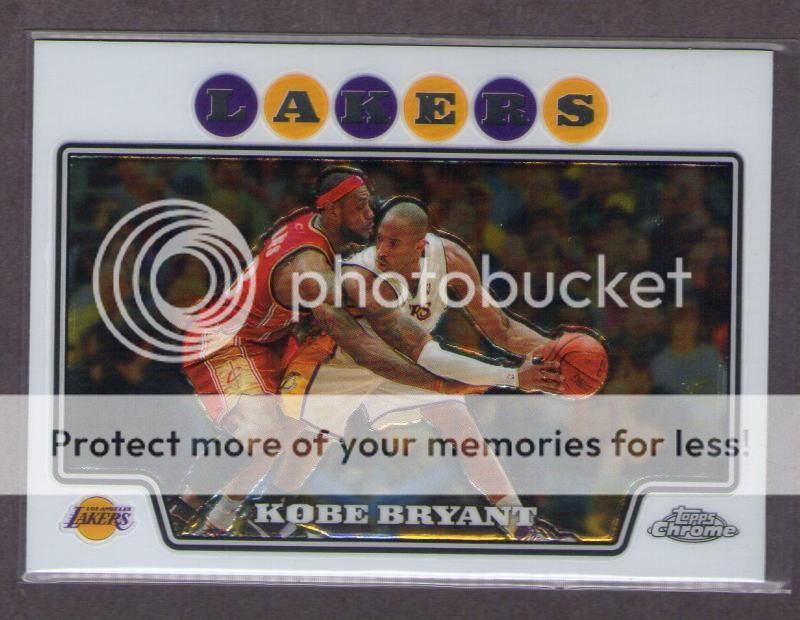 LAKERS
photobucket
Protect more of your memories for less!
LOS ANGELES
LAKERS
KOBE BRYANT
Topps
Chrome